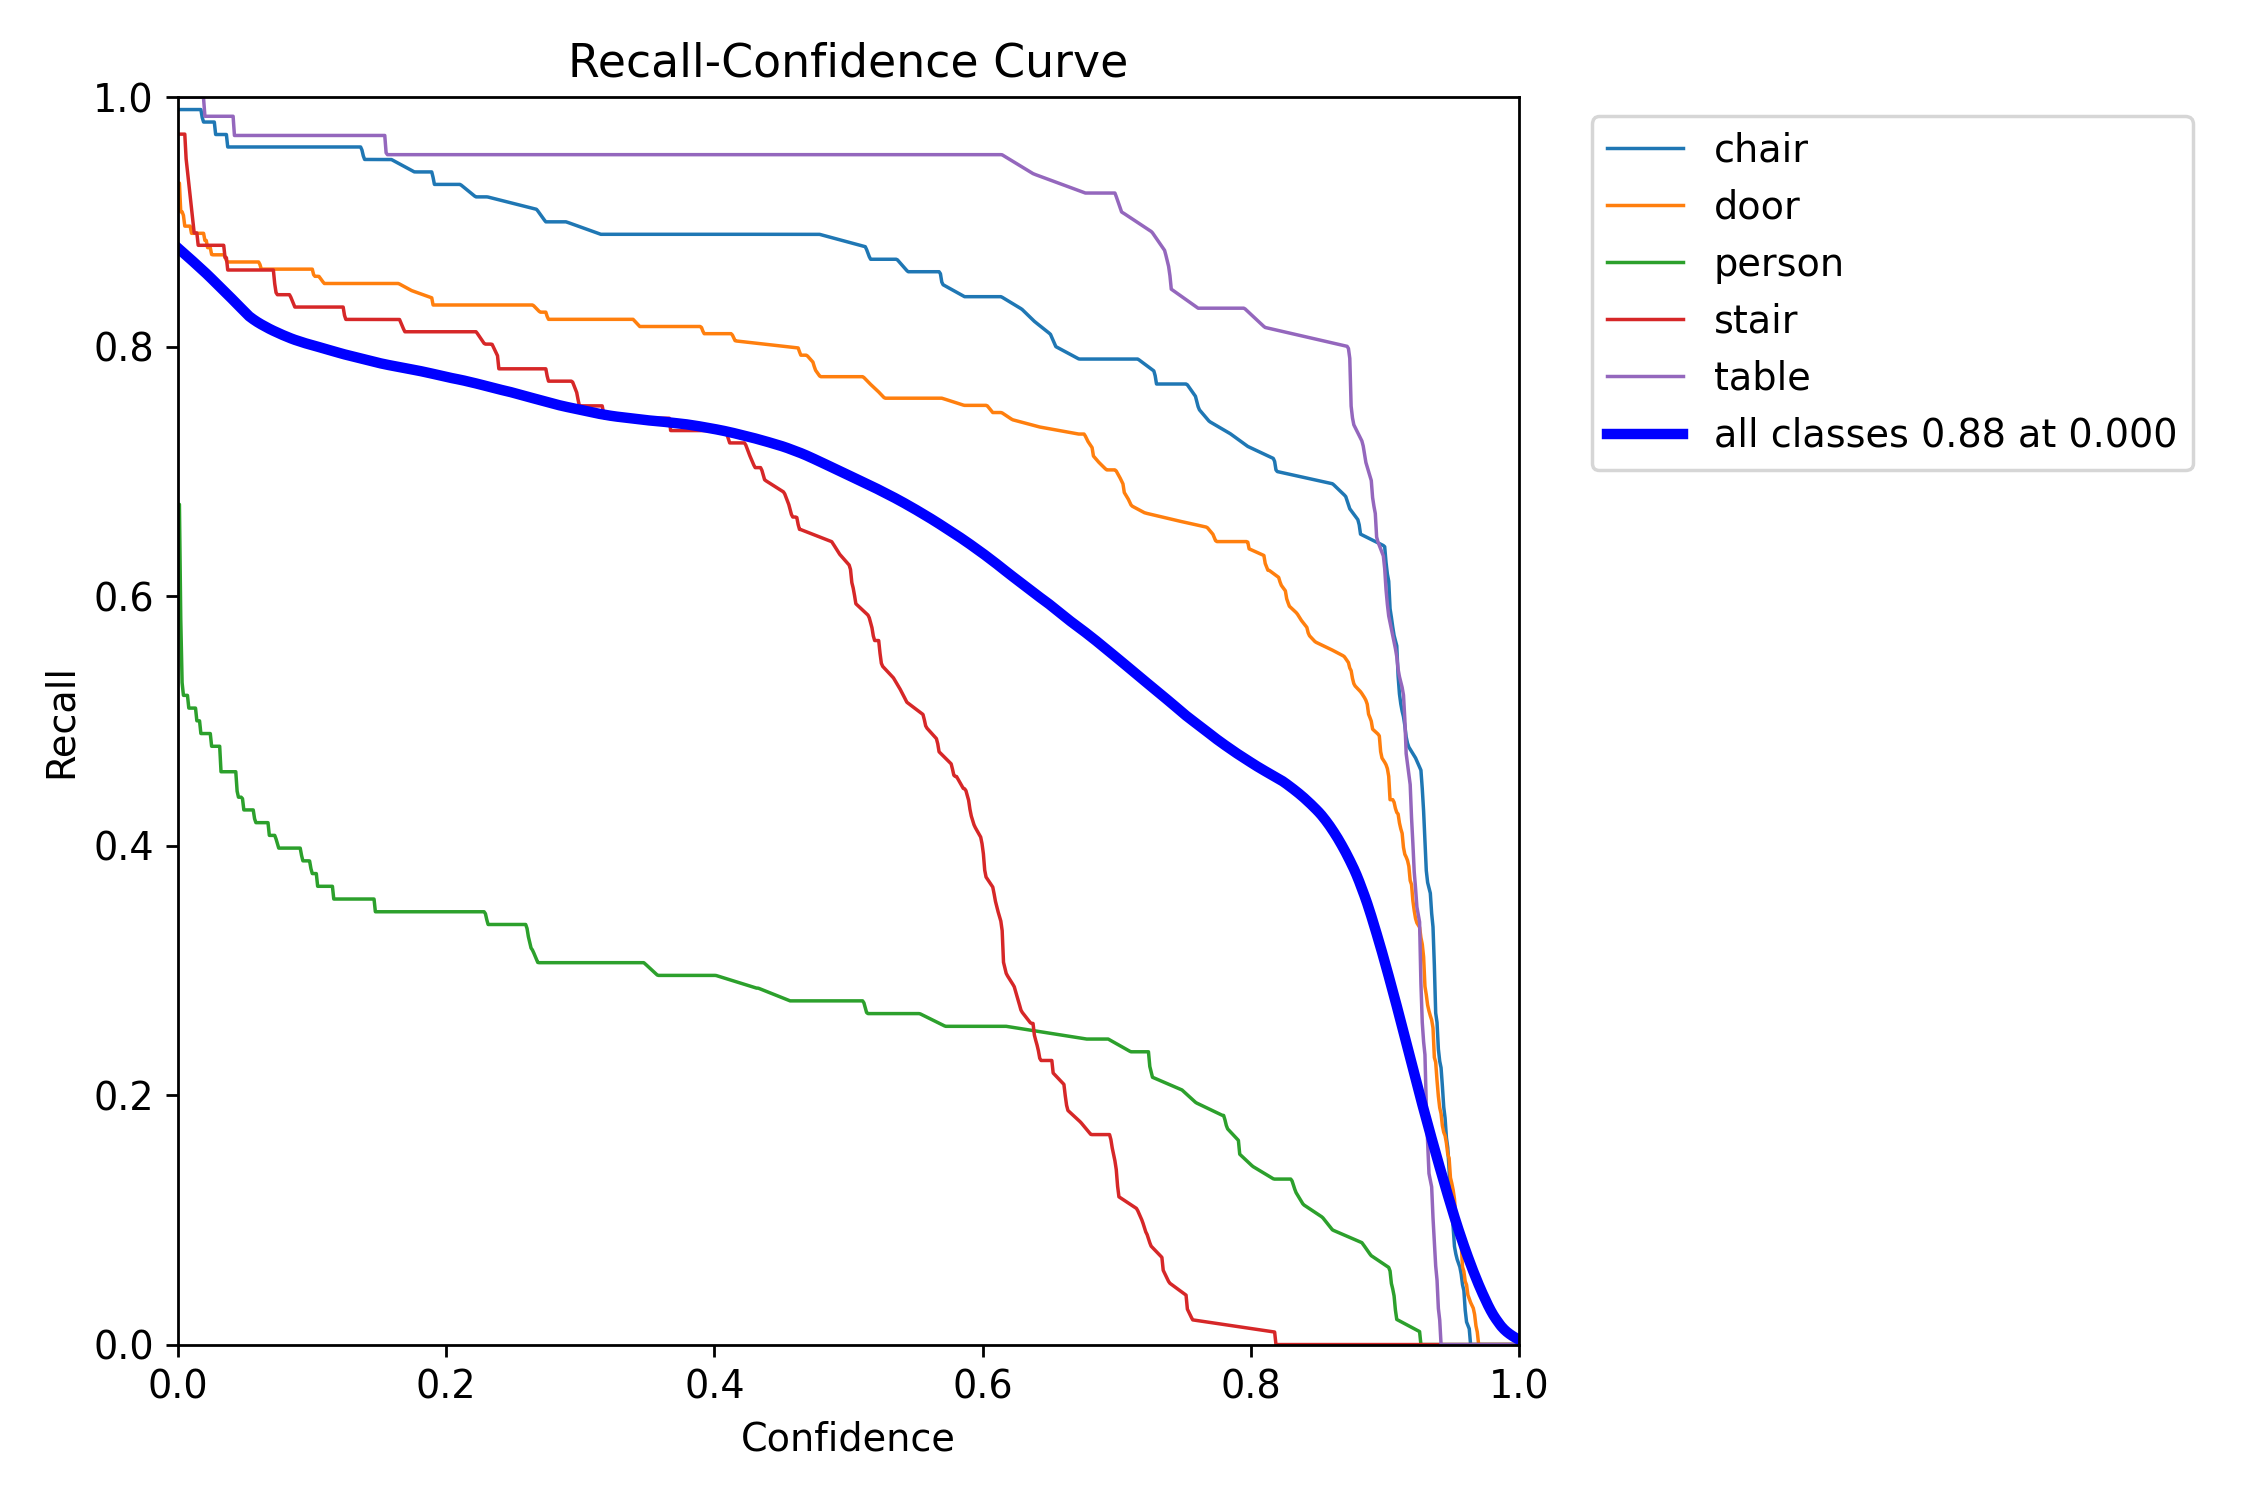 Recall-Confidence Curve
1.0
0.8
0.6
0.4
0.2
0.0
Recall
0.0 0.2 0.4 0.6 0.8 1.0
Confidence
chair
door
person
stair
table
all classes 0.88 at 0.000